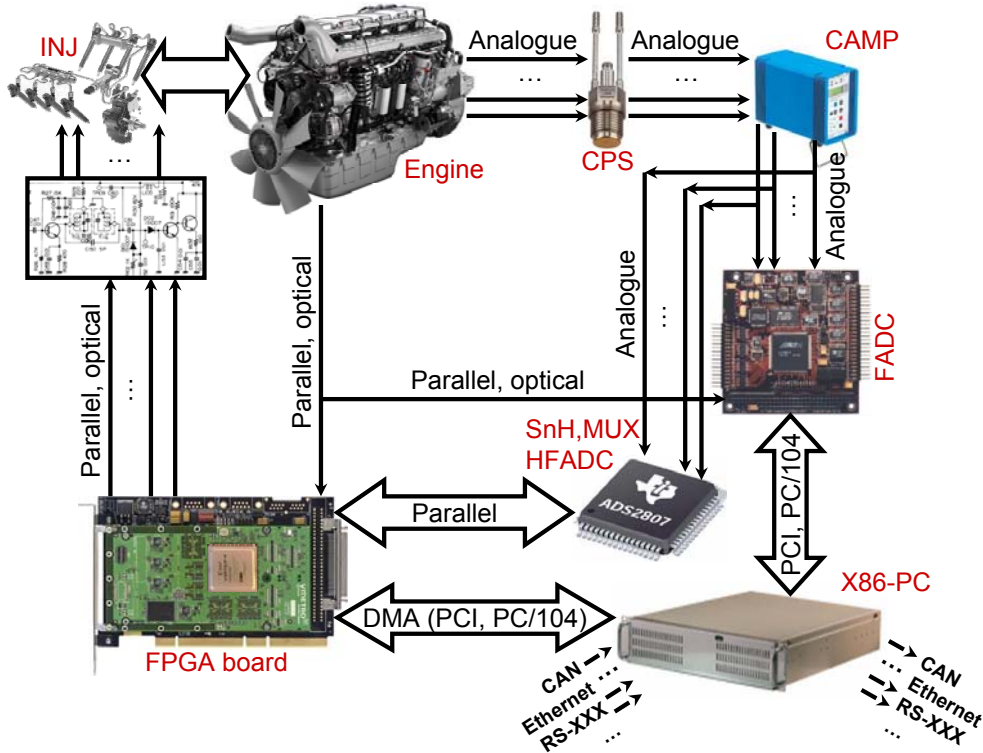 INJ
Analogue
Analogue
CAMP
...
...
Engine
CPS
...
Analogue
...
Parallel, optical
Parallel, optical
Analogue
...
...
FADC
Parallel, optical
SnH,MUX
HFADC
ADS2807
Parallel
PCI, PC/104
X86-PC
DMA (PCI, PC/104)
FPGA board
CAN
...
Ethernet
RS-XXX
...
CAN
...
Ethernet
RS-XXX
...